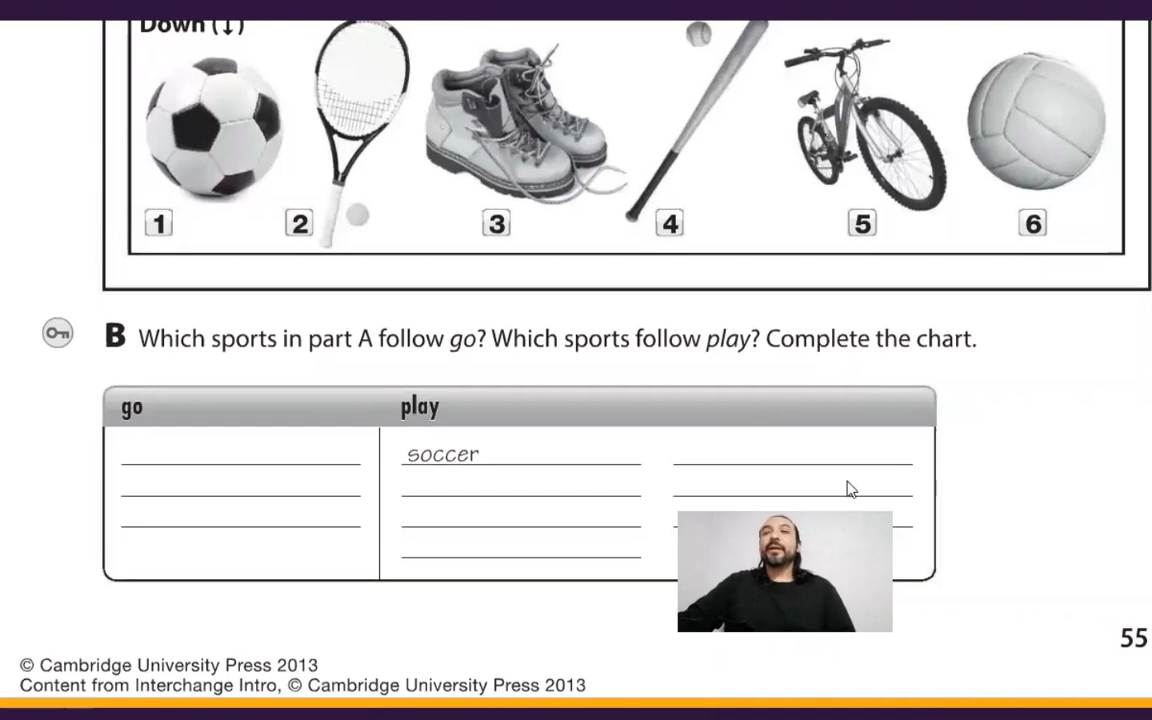 Down (↓)
1 2 3 4 5 6
B Which sports in part A follow go? Which sports follow play? Complete the chart.
go play
soccer
55
© Cambridge University Press 2013
Content from Interchange Intro, © Cambridge University Press 2013